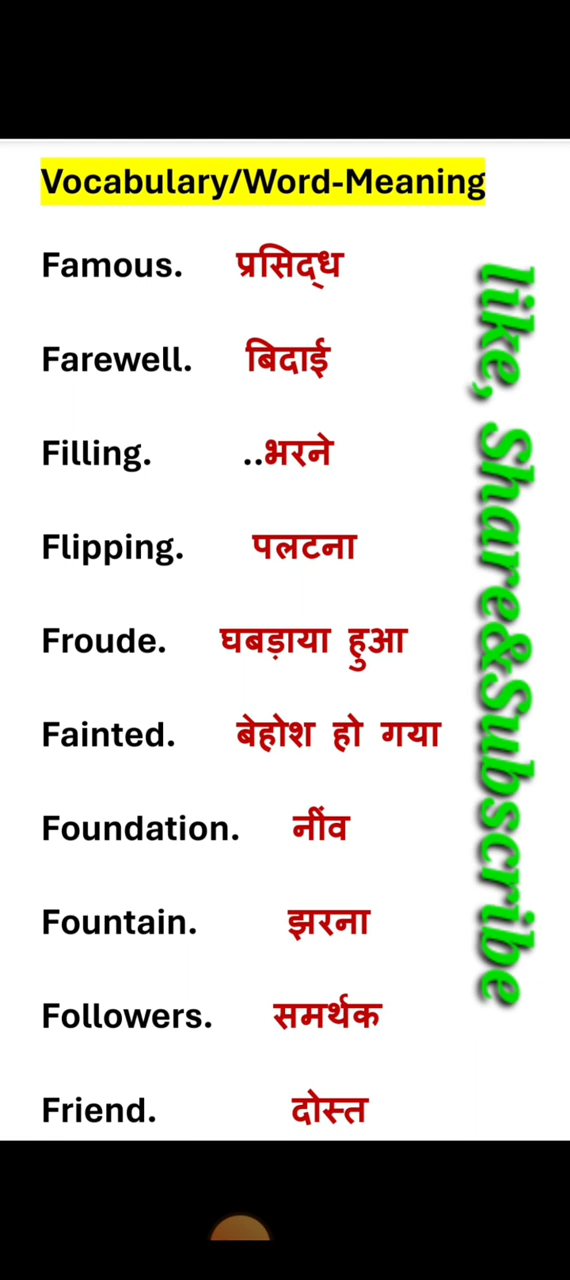 Vocabulary/Word-Meaning
Famous. प्रसिद्ध
Farewell. बिदाई
Filling. ..भरने
Flipping. पलटना
Froude. घबड़ाया हुआ
Fainted. बेहोश हो गया
Foundation. नींव
Fountain. झरना
Followers. समर्थक
Friend. दोस्त
like, Share&Subscribe